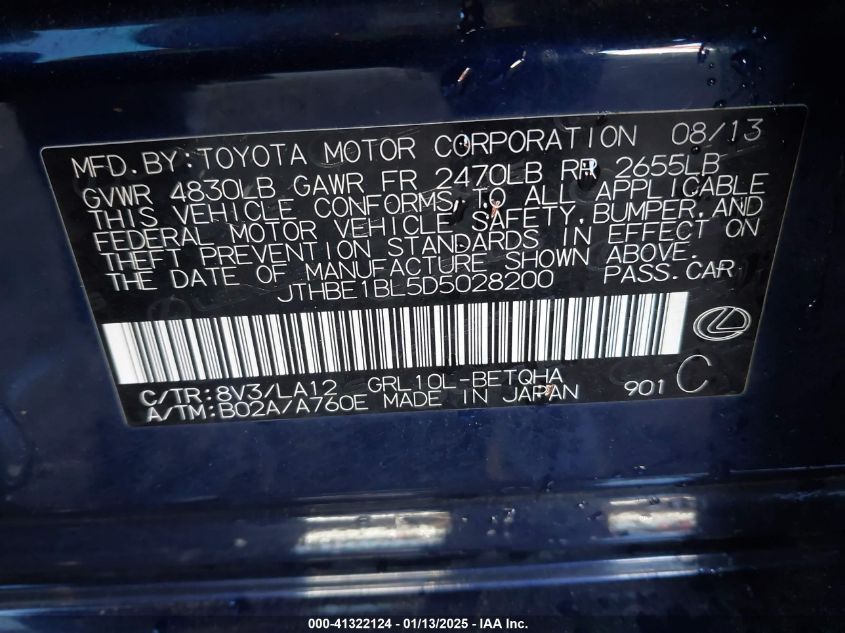 MFD. BY: TOYOTA MOTOR CORPORATION 08/13
GVWR 4830LB GAWR FR 2470LB RR 2655LB
THIS VEHICLE CONFORMS TO ALL APPLICABLE
FEDERAL MOTOR VEHICLE SAFETY, BUMPER, AND
THEFT PREVENTION STANDARDS IN EFFECT ON
THE DATE OF MANUFACTURE SHOWN ABOVE.
JTHBE1BL5D5028200 PASS. CAR
C/TR: 8V3/LA12 GRL10L-BETQHA
A/TM: B02A/A760E MADE IN JAPAN 901 C
000-41322124 - 01/13/2025 - IAA Inc.